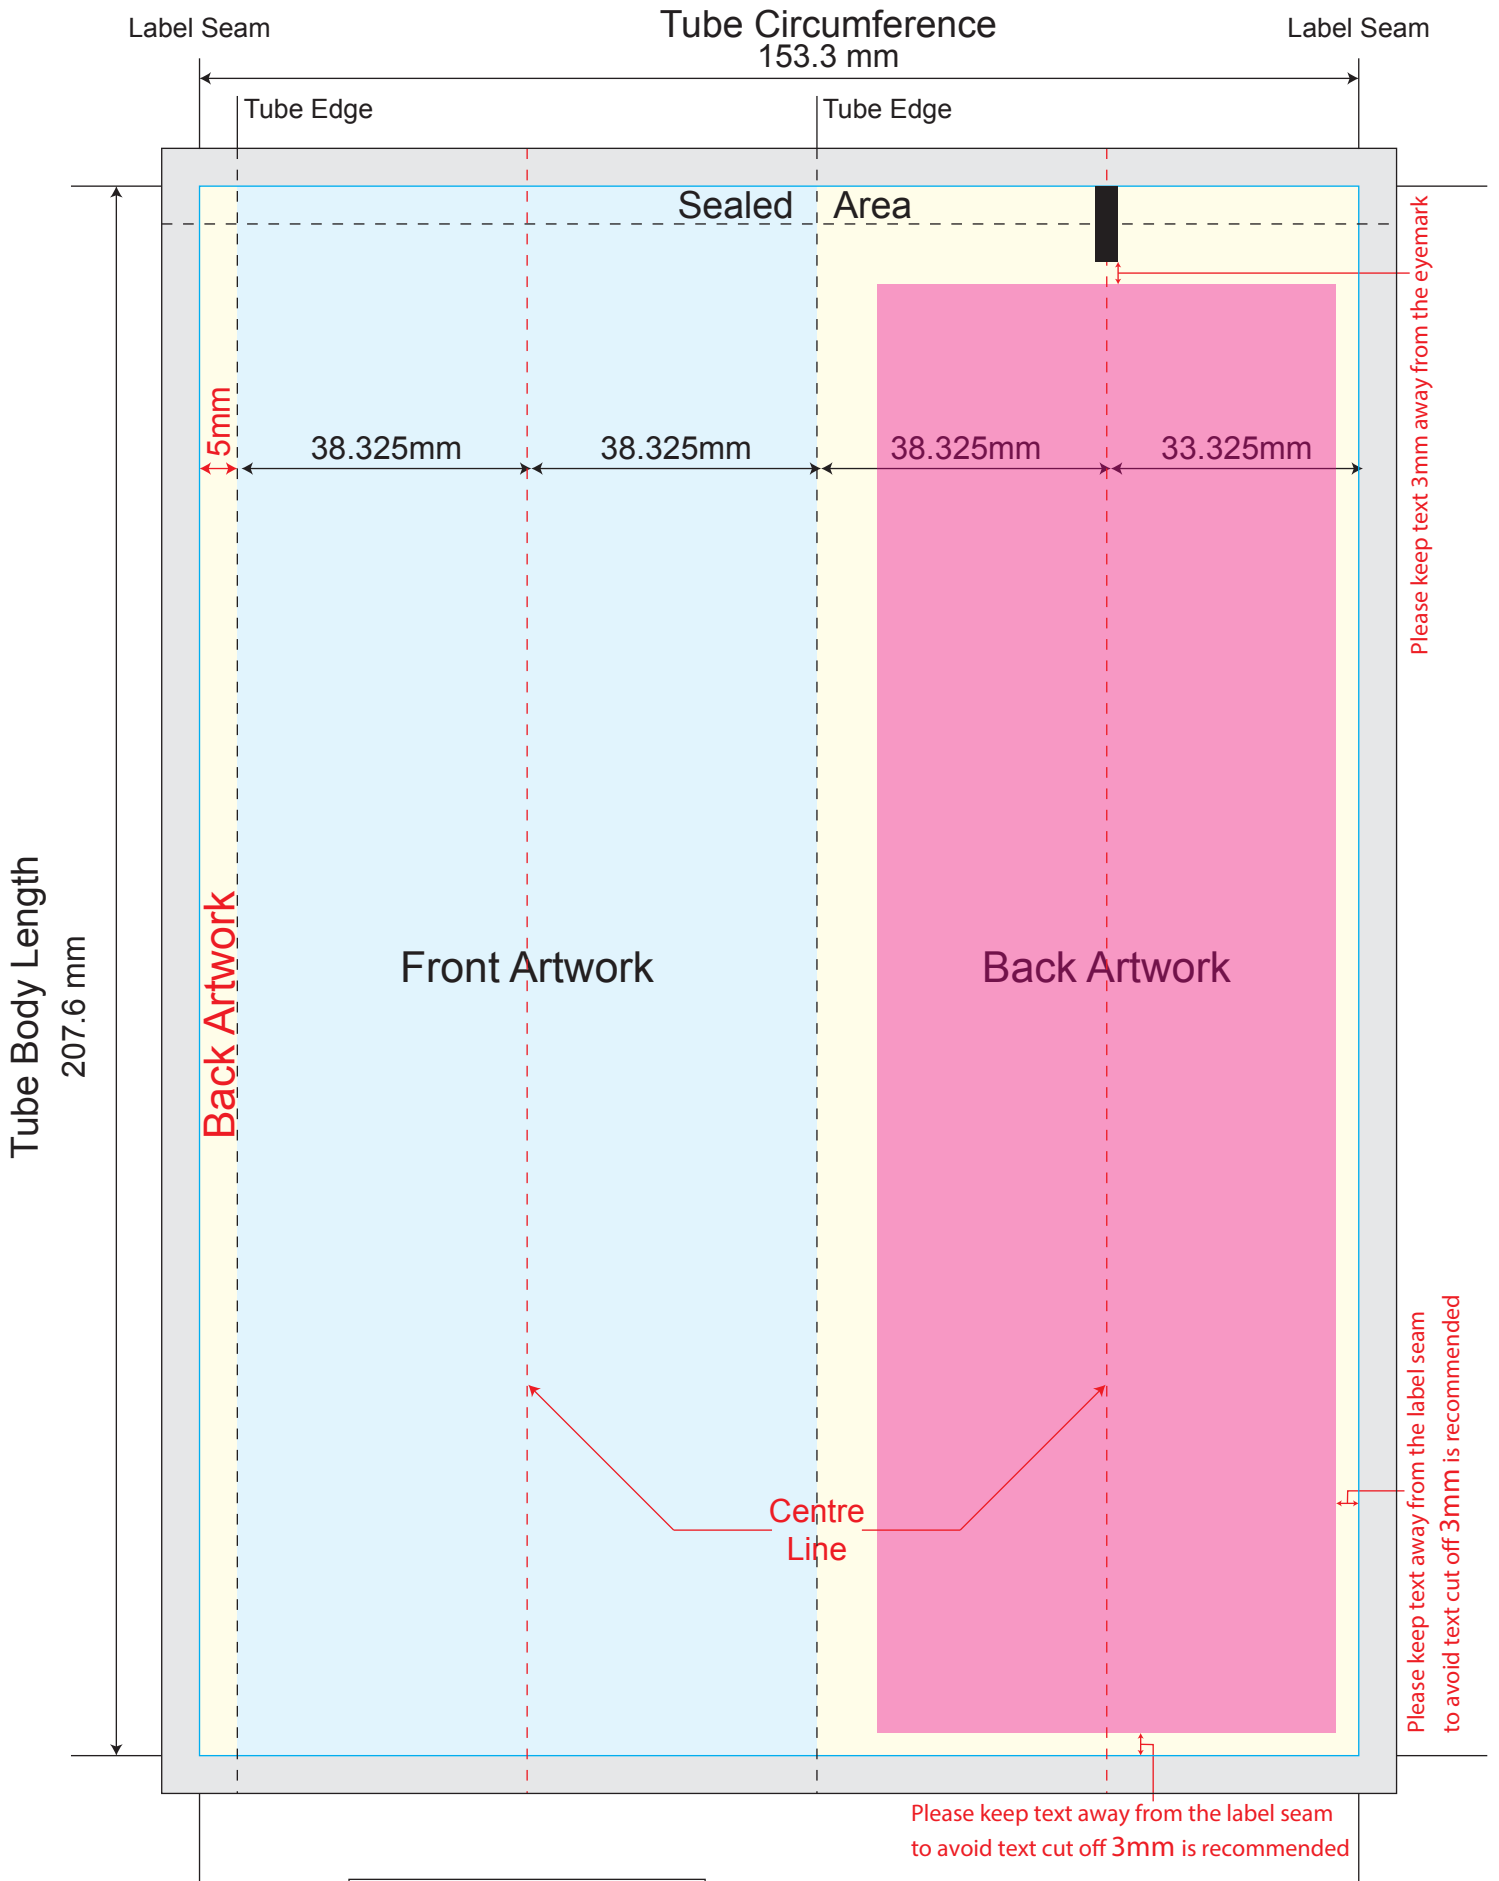 Label Seam
Tube Circumference
Label Seam
153.3 mm
Tube Edge
Tube Edge
Sealed Area
Please keep text 3mm away from the eyemark
5mm
38.325mm
38.325mm
38.325mm
33.325mm
Tube Body Length
207.6 mm
Back Artwork
Front Artwork
Back Artwork
Centre
Line
Please keep text away from the label seam
to avoid text cut off 3mm is recommended
Please keep text away from the label seam
to avoid text cut off 3mm is recommended